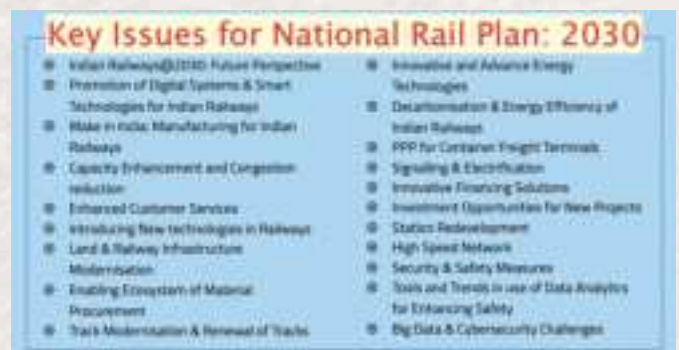 Key Issues for National Rail Plan: 2030
Indian Railways@2030: Future Perspective
Promotion of Digital Systems & Smart
Technologies for Indian Railways
Make in India: Manufacturing for Indian
Railways
Capacity Enhancement and Congestion
reduction
Enhanced Customer Services
Introducing New technologies in Railways
Land & Railway Infrastructure
Modernisation
Enabling Ecosystem of Material
Procurement
Track Modernisation & Renewal of Tracks
Innovative and Advance Energy
Technologies
Decarbonisation & Energy Efficiency of
Indian Railways
PPP for Container Freight Terminals
Signalling & Electrification
Innovative Financing Solutions
Investment Opportunities for New Projects
Redevelopment
High Speed Network
Security & Safety Measures
Tools and Trends in use of Data Analytics
for Enhancing Safety
Big Data & Cybersecurity Challenges